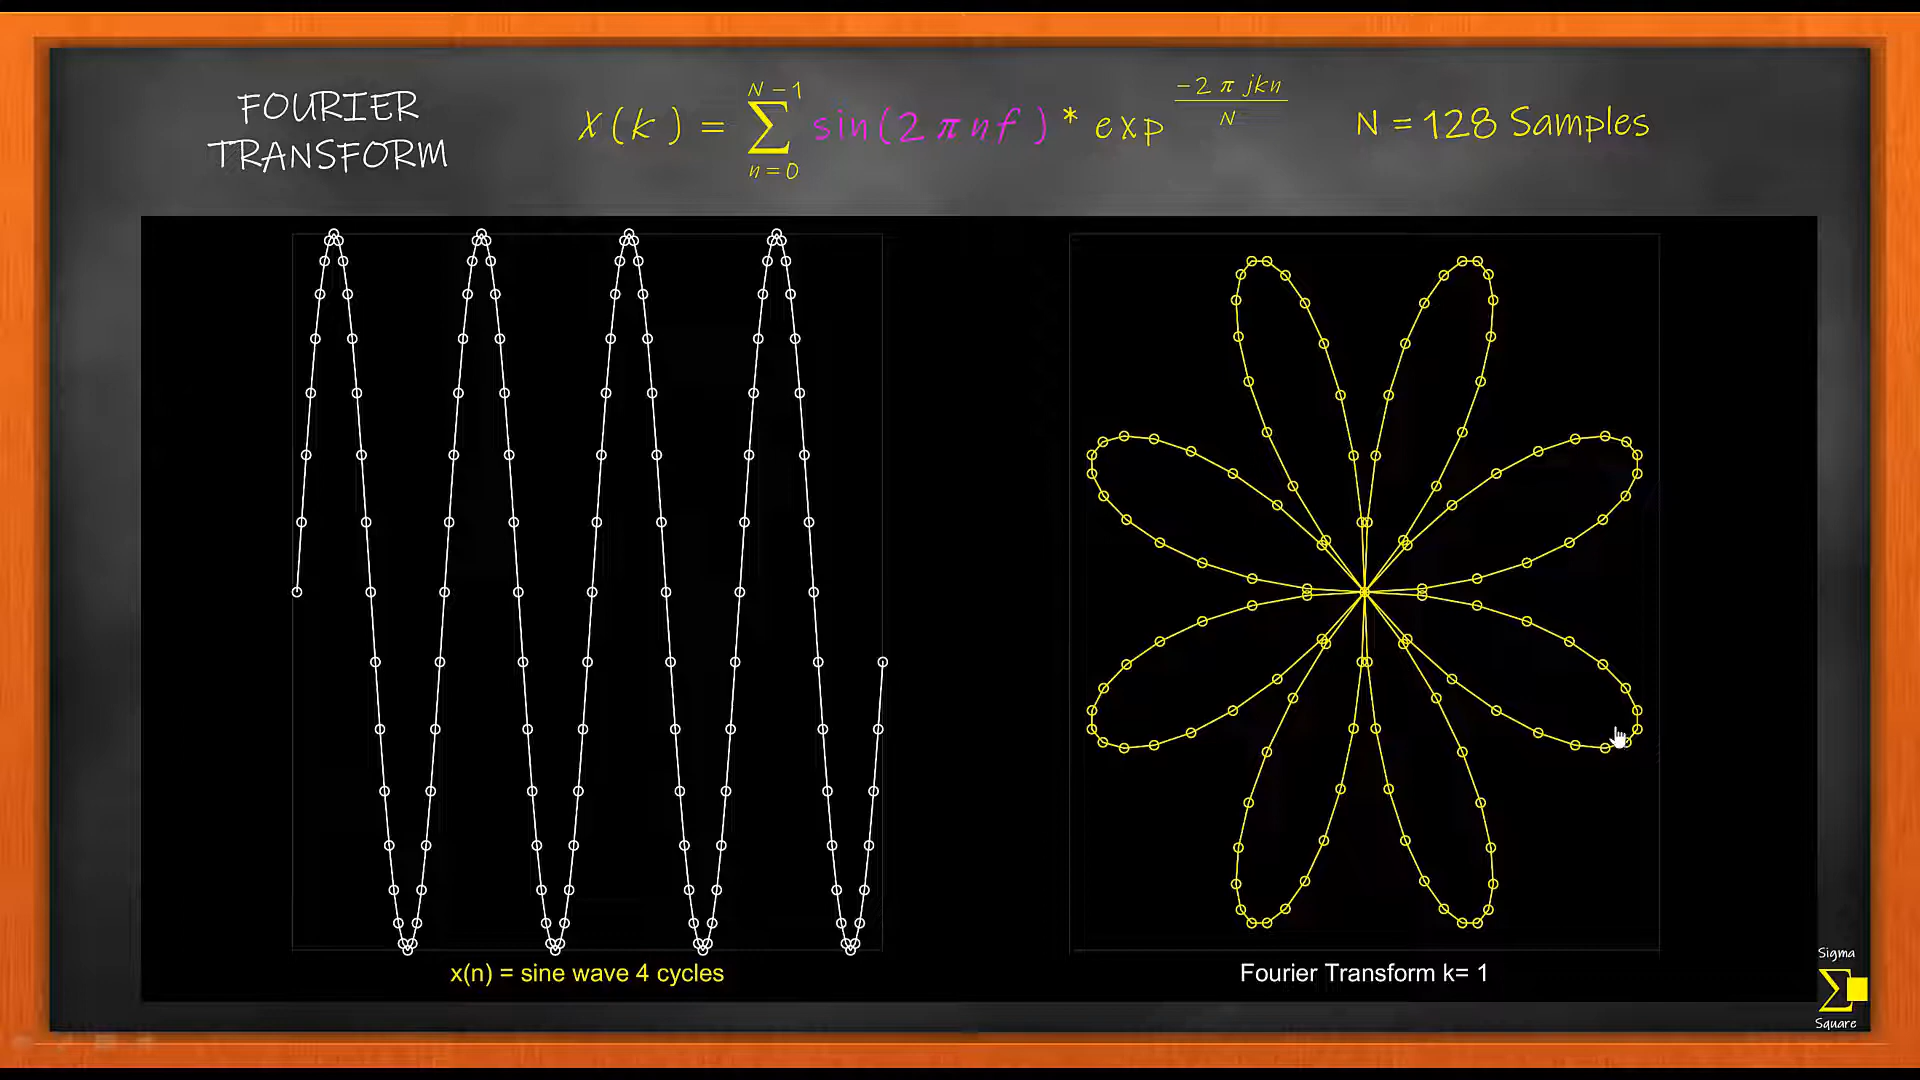 FOURIER
TRANSFORM
X(k) = N-1 ∑ n=0 sin(2πnf) * exp -2πjkn / N
N = 128 Samples
x(n) = sine wave 4 cycles
Fourier Transform k= 1
Sigma
Σ
Square